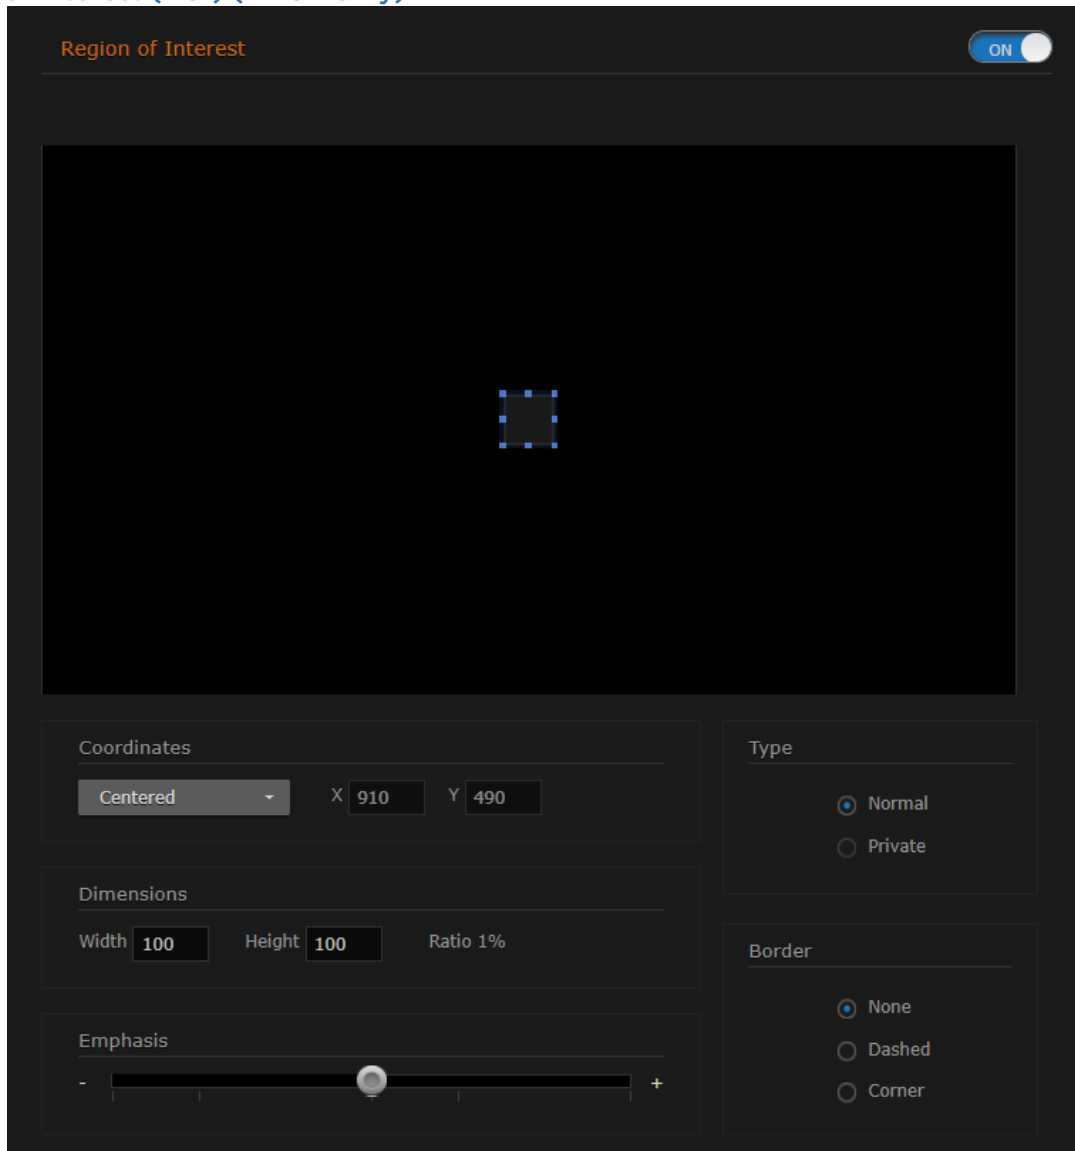 Region of Interest
ON
Coordinates
Centered X 910 Y 490
Type
Normal
Private
Dimensions
Width 100 Height 100 Ratio 1%
Border
None
Dashed
Corner
Emphasis
- +